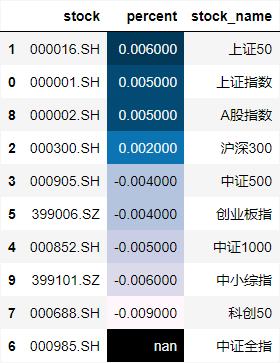 stock percent stock_name
1 000016.SH 0.006000 上证50
0 000001.SH 0.005000 上证指数
8 000002.SH 0.005000 A股指数
2 000300.SH 0.002000 沪深300
3 000905.SH -0.004000 中证500
5 399006.SZ -0.004000 创业板指
4 000852.SH -0.005000 中证1000
9 399101.SZ -0.006000 中小综指
7 000688.SH -0.009000 科创50
6 000985.SH nan 中证全指